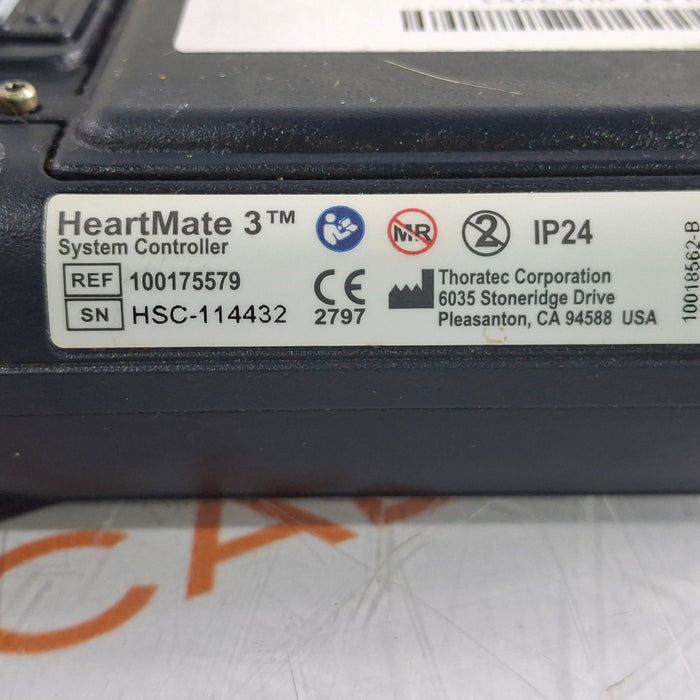 HeartMate 3™
System Controller
MR
2
IP24
REF 100175579
SN HSC-114432
CE
2797
Thoratec Corporation
6035 Stoneridge Drive
Pleasanton, CA 94588 USA
10018562-B